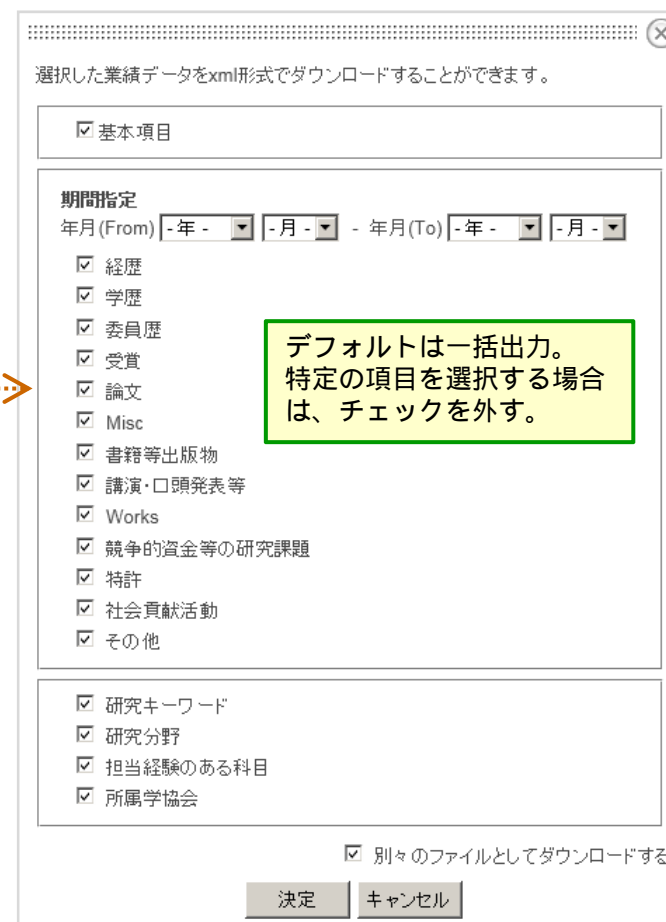 選択した業績データをxml形式でダウンロードすることができます。
基本項目
期間指定
年月(From) -年 - -月 - - 年月(To) -年 - -月 -
経歴
学歴
委員歴
受賞
論文
Misc
書籍等出版物
講演・口頭発表等
Works
競争的資金等の研究課題
特許
社会貢献活動
その他
デフォルトは一括出力。
特定の項目を選択する場合
は、チェックを外す。
研究キーワード
研究分野
担当経験のある科目
所属学協会
別々のファイルとしてダウンロードする
決定 キャンセル